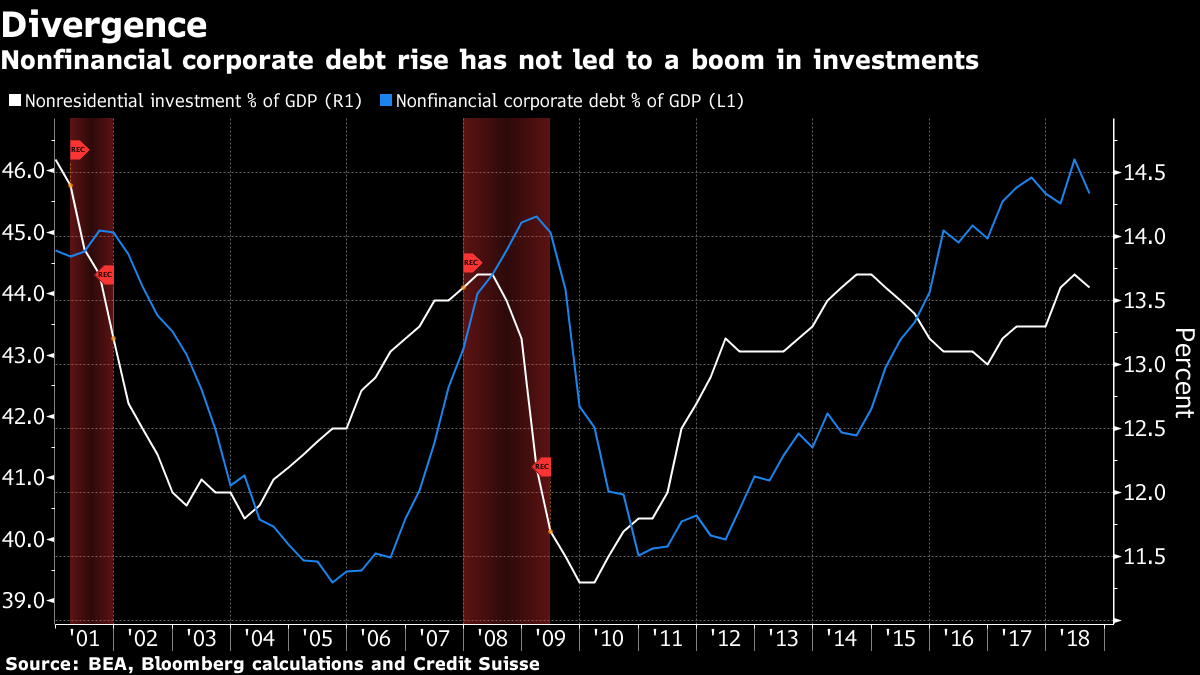 Divergence
Nonfinancial corporate debt rise has not led to a boom in investments
Nonresidential investment % of GDP (R1) Nonfinancial corporate debt % of GDP (L1)
REC
46.0
14.5
45.0
14.0
REC
REC
44.0
13.5
43.0
13.0
Percent
42.0
12.5
REC
41.0
12.0
40.0
11.5
39.0
'01 '02 '03 '04 '05 '06 '07 '08 '09 '10 '11 '12 '13 '14 '15 '16 '17 '18
Source: BEA, Bloomberg calculations and Credit Suisse